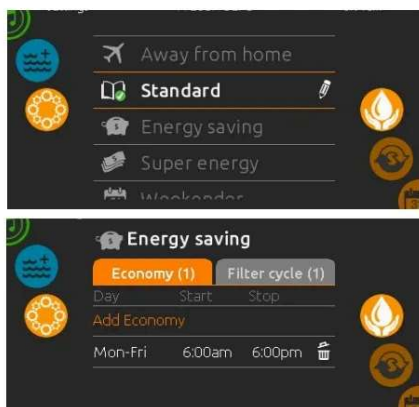 Away from home
Standard
Energy saving
Super energy
Weekender
Energy saving
Economy (1) Filter cycle (1)
Day Start Stop
Add Economy
Mon-Fri 6:00am 6:00pm